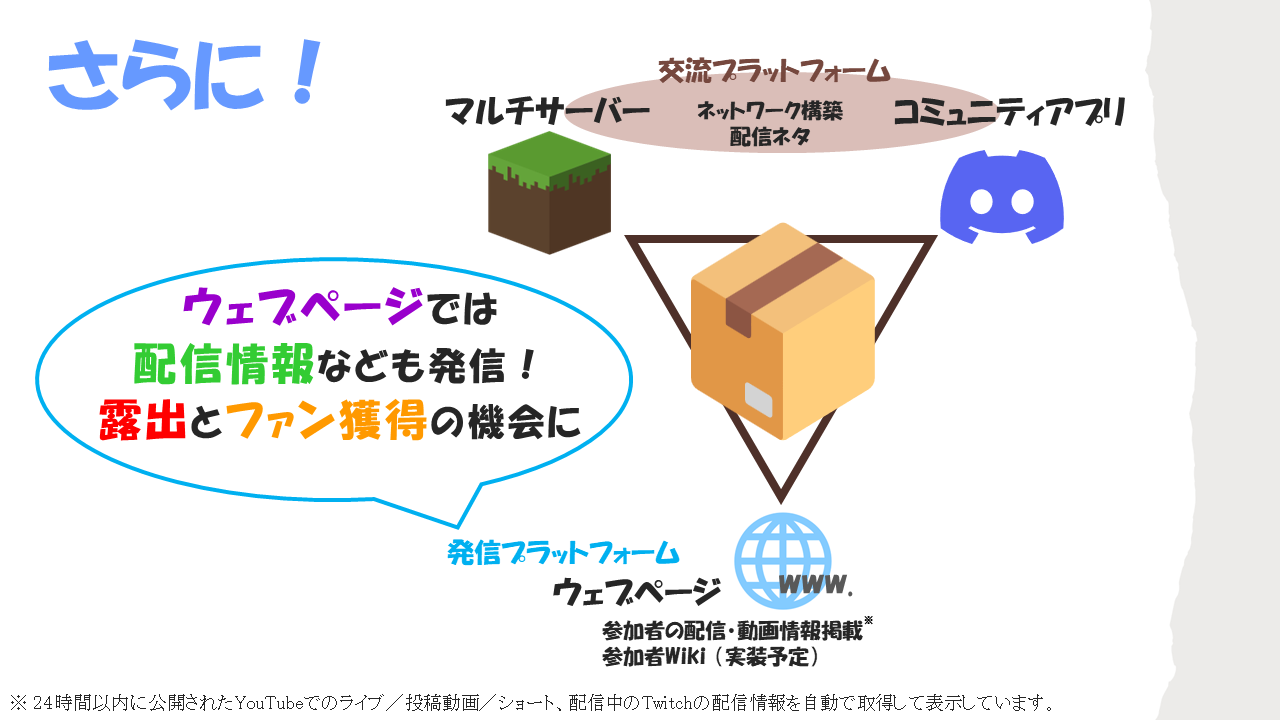 さらに！
交流プラットフォーム
マルチサーバー
ネットワーク構築
配信ネタ
コミュニティアプリ
ウェブページでは
配信情報なども発信！
露出とファン獲得の機会に
発信プラットフォーム
ウェブページ
www.
参加者の配信・動画情報掲載※
参加者Wiki（実装予定）
※ 24時間以内に公開されたYouTubeでのライブ／投稿動画／ショート、配信中のTwitchの配信情報を自動で取得して表示しています。